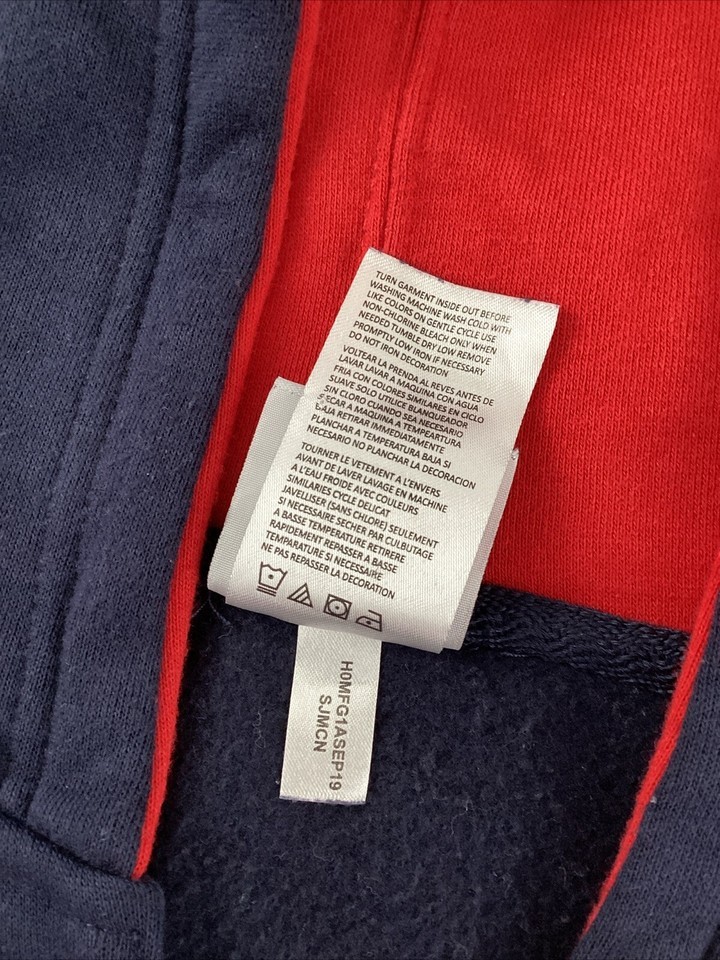 TURN GARMENT INSIDE OUT BEFORE
WASHING MACHINE WASH COLD WITH
LIKE COLORS ON GENTLE CYCLE USE
NON-CHLORINE BLEACH ONLY WHEN
NEEDED TUMBLE DRY LOW REMOVE
PROMPTLY LOW IRON IF NECESSARY
DO NOT IRON DECORATION
VOLTEAR LA PRENDA AL REVES ANTES DE
LAVAR LAVAR A MAQUINA CON AGUA
FRIA CON COLORES SIMILARES EN CICLO
SUAVE SOLO UTILICE BLANQUEADOR
SIN CLORO CUANDO SEA NECESARIO
SECAR A MAQUINA A TEMPEARTURA
BAJA RETIRAR IMMEDIATAMENTE
PLANCHAR A TEMPERATURA BAJA SI
NECESARIO NO PLANCHAR LA DECORACION
TOURNER LE VETEMENT A L'ENVERS
AVANT DE LAVER LAVAGE EN MACHINE
A L'EAU FROIDE AVEC COULEURS
SIMILARIES CYCLE DELICAT
JAVELLISER (SANS CHLORE) SEULEMENT
SI NECESSAIRE SECHER PAR CULBUTAGE
A BASSE TEMPERATURE RETIRERE
RAPIDEMENT REPASSER A BASSE
TEMPARATURE SI NECESSAIRE
NE PAS REPASSER LA DECORATION
H0MFG1ASEP19
SJMCN